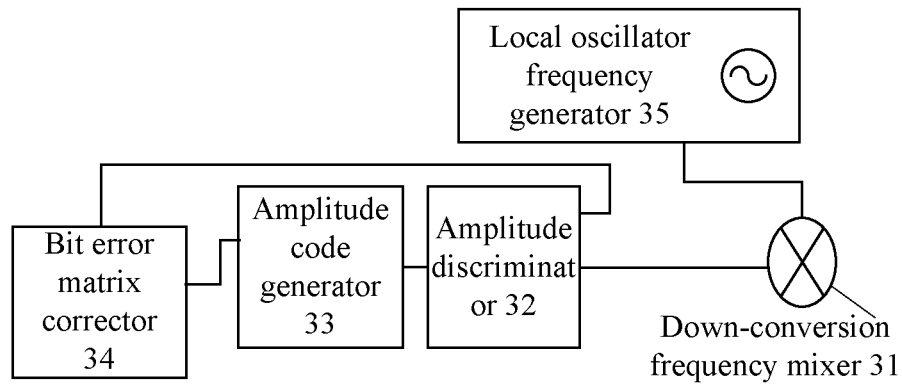 Local oscillator
frequency
generator 35
Amplitude
code
generator
33
Amplitude
discriminat
or 32
Bit error
matrix
corrector
34
Down-conversion
frequency mixer 31